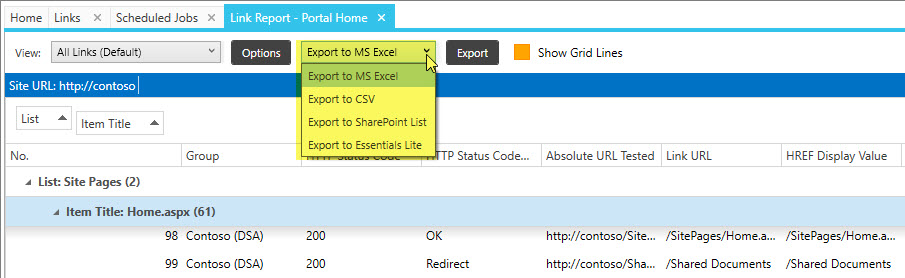 Home Links Scheduled Jobs Link Report - Portal Home
View: All Links (Default) Options Export to MS Excel Export Show Grid Lines
Export to MS Excel
Site URL: http://contoso
Export to CSV
List Item Title
Export to SharePoint List
Export to Essentials Lite
No. Group HTTP Status Code HTTP Status Code... Absolute URL Tested Link URL HREF Display Value
List: Site Pages (2)
Item Title: Home.aspx (61)
98 Contoso (DSA) 200 OK http://contoso/Site... /SitePages/Home.a... /SitePages/Home.a...
99 Contoso (DSA) 200 Redirect http://contoso/Sha... /Shared Documents /Shared Documents